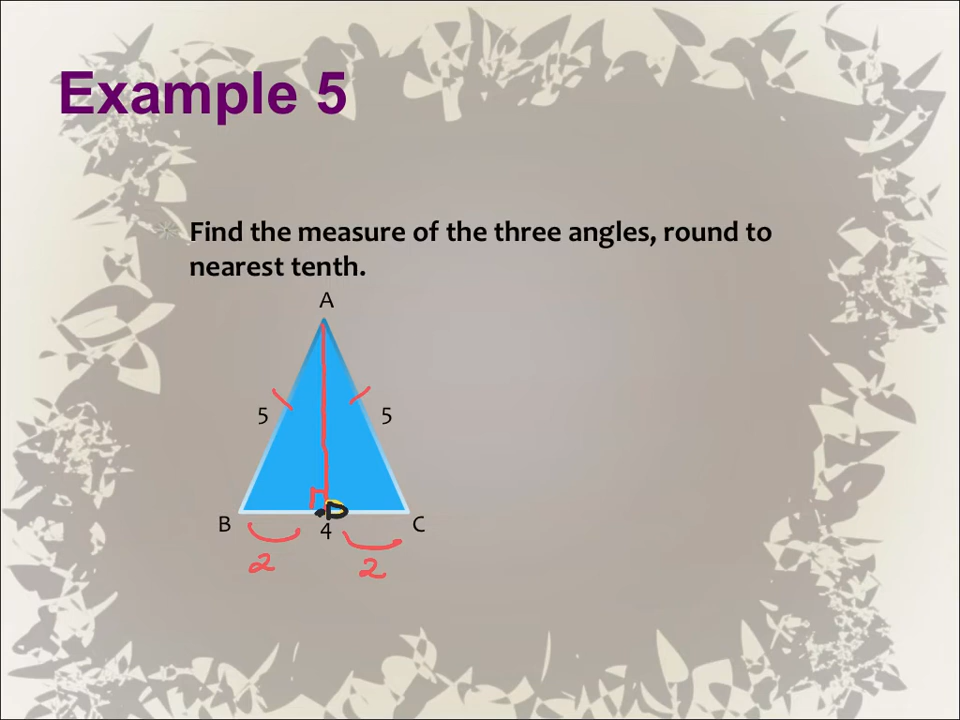 Example 5
Find the measure of the three angles, round to
nearest tenth.
A
5 5
D
B 4 C
2 2